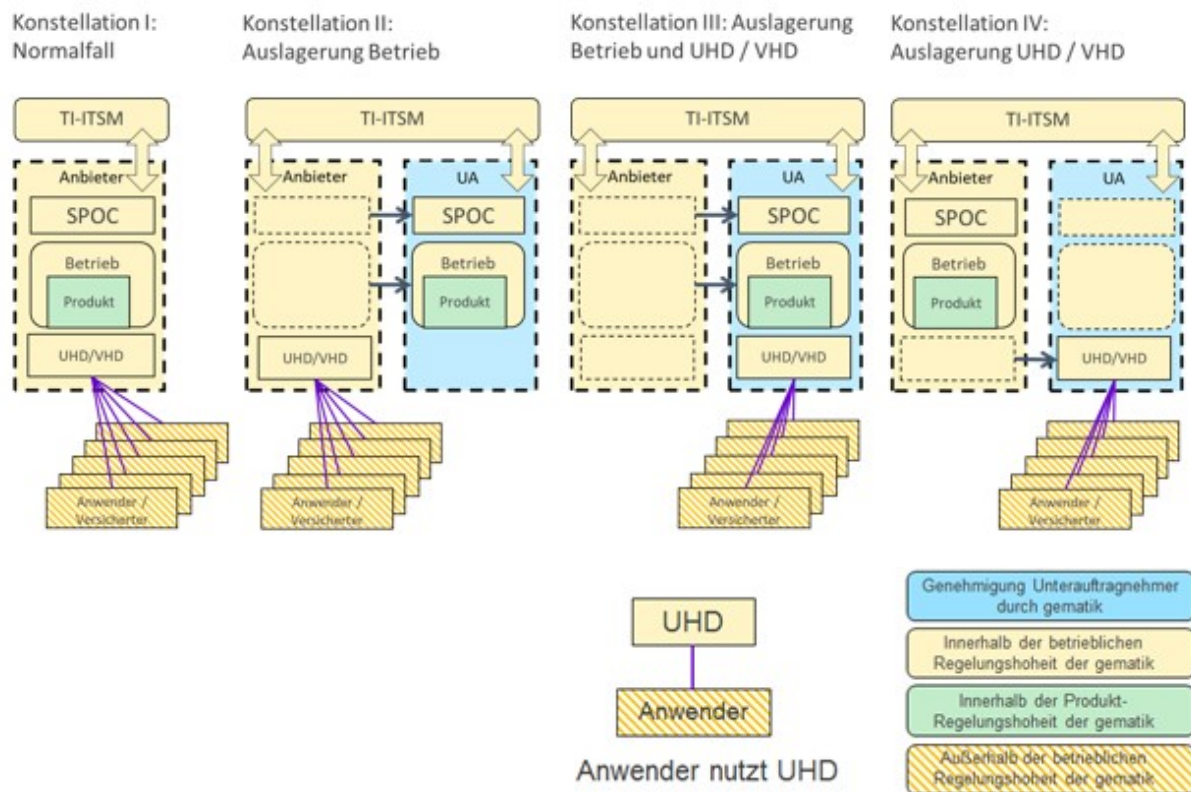 Konstellation I:
Normalfall
Konstellation II:
Auslagerung Betrieb
Konstellation III: Auslagerung
Betrieb und UHD / VHD
Konstellation IV:
Auslagerung UHD / VHD
TI-ITSM
TI-ITSM
TI-ITSM
TI-ITSM
Anbieter
Anbieter
UA
Anbieter
UA
Anbieter
UA
SPOC
SPOC
SPOC
SPOC
Betrieb
Betrieb
Betrieb
Betrieb
Produkt
Produkt
Produkt
Produkt
UHD/VHD
UHD/VHD
UHD/VHD
UHD/VHD
Anwender /
Versicherter
Anwender /
Versicherter
Anwender /
Versicherter
Anwender /
Versicherter
UHD
Anwender
Anwender nutzt UHD
Genehmigung Unterauftragnehmer
durch gematik
Innerhalb der betrieblichen
Regelungshoheit der gematik
Innerhalb der Produkt-
Regelungshoheit der gematik
Außerhalb der betrieblichen
Regelungshoheit der gematik